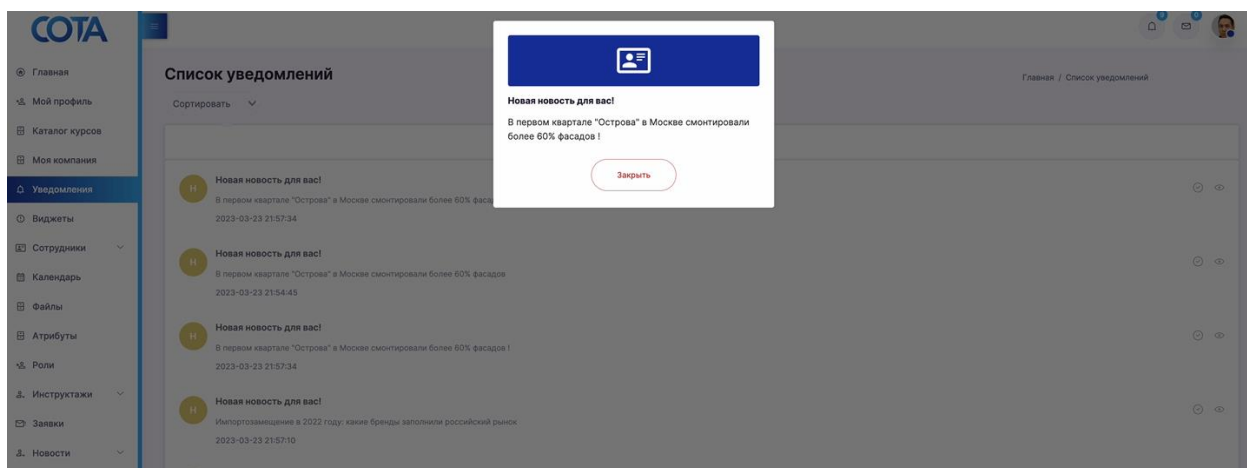 СОТА
0
0
Главная
Мой профиль
Каталог курсов
Моя компания
Уведомления
Виджеты
Сотрудники
Календарь
Файлы
Атрибуты
Роли
Инструктажи
Заявки
Новости
Список уведомлений
Главная / Список уведомлений
Сортировать
Новая новость для вас!
В первом квартале "Острова" в Москве смонтировали
более 60% фасадов !
Закрыть
Н
Новая новость для вас!
В первом квартале "Острова" в Москве смонтировали более 60%
2023-03-23 21:57:34
Н
Новая новость для вас!
В первом квартале "Острова" в Москве смонтировали более 60% фасадов
2023-03-23 21:54:45
Н
Новая новость для вас!
В первом квартале "Острова" в Москве смонтировали более 60% фасадов !
2023-03-23 21:57:34
Н
Новая новость для вас!
Импортозамещение в 2022 году: какие бренды заполнили российский рынок
2023-03-23 21:57:10